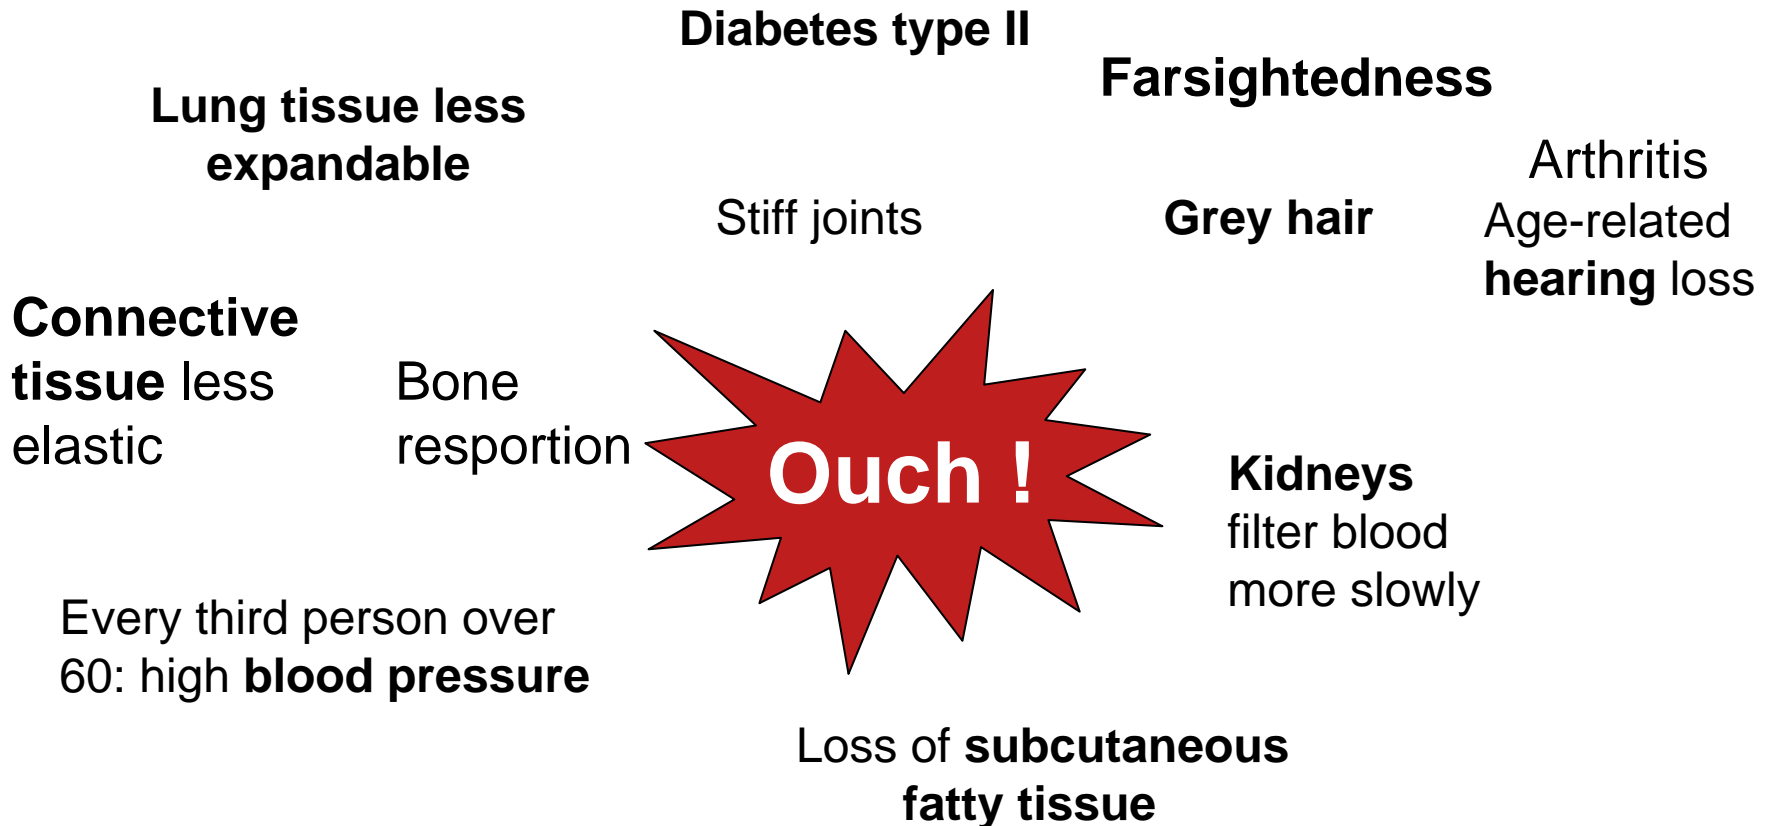 Diabetes type II
Farsightedness
Lung tissue less
expandable
Arthritis
Stiff joints
Grey hair
Age-related
hearing loss
Connective
tissue less
elastic
Bone
resportion
Ouch !
Kidneys
filter blood
more slowly
Every third person over
60: high blood pressure
Loss of subcutaneous
fatty tissue